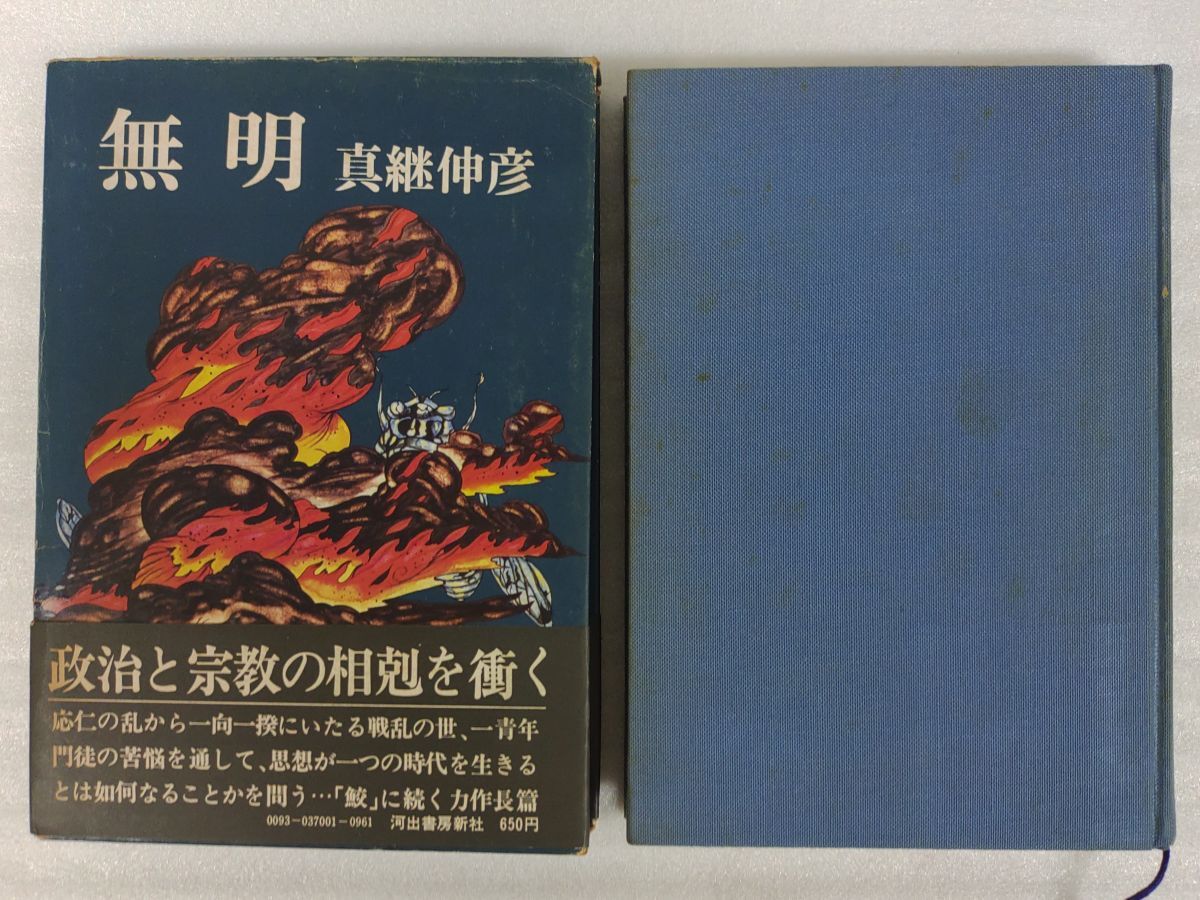 無明 真継伸彦
政治と宗教の相剋を衝く
応仁の乱から一向一揆にいたる戦乱の世、一青年
門徒の苦悩を通して、思想が一つの時代を生きる
とは如何なることかを問う…「鮫」に続く力作長篇
0093-037001-0961 河出書房新社 650円